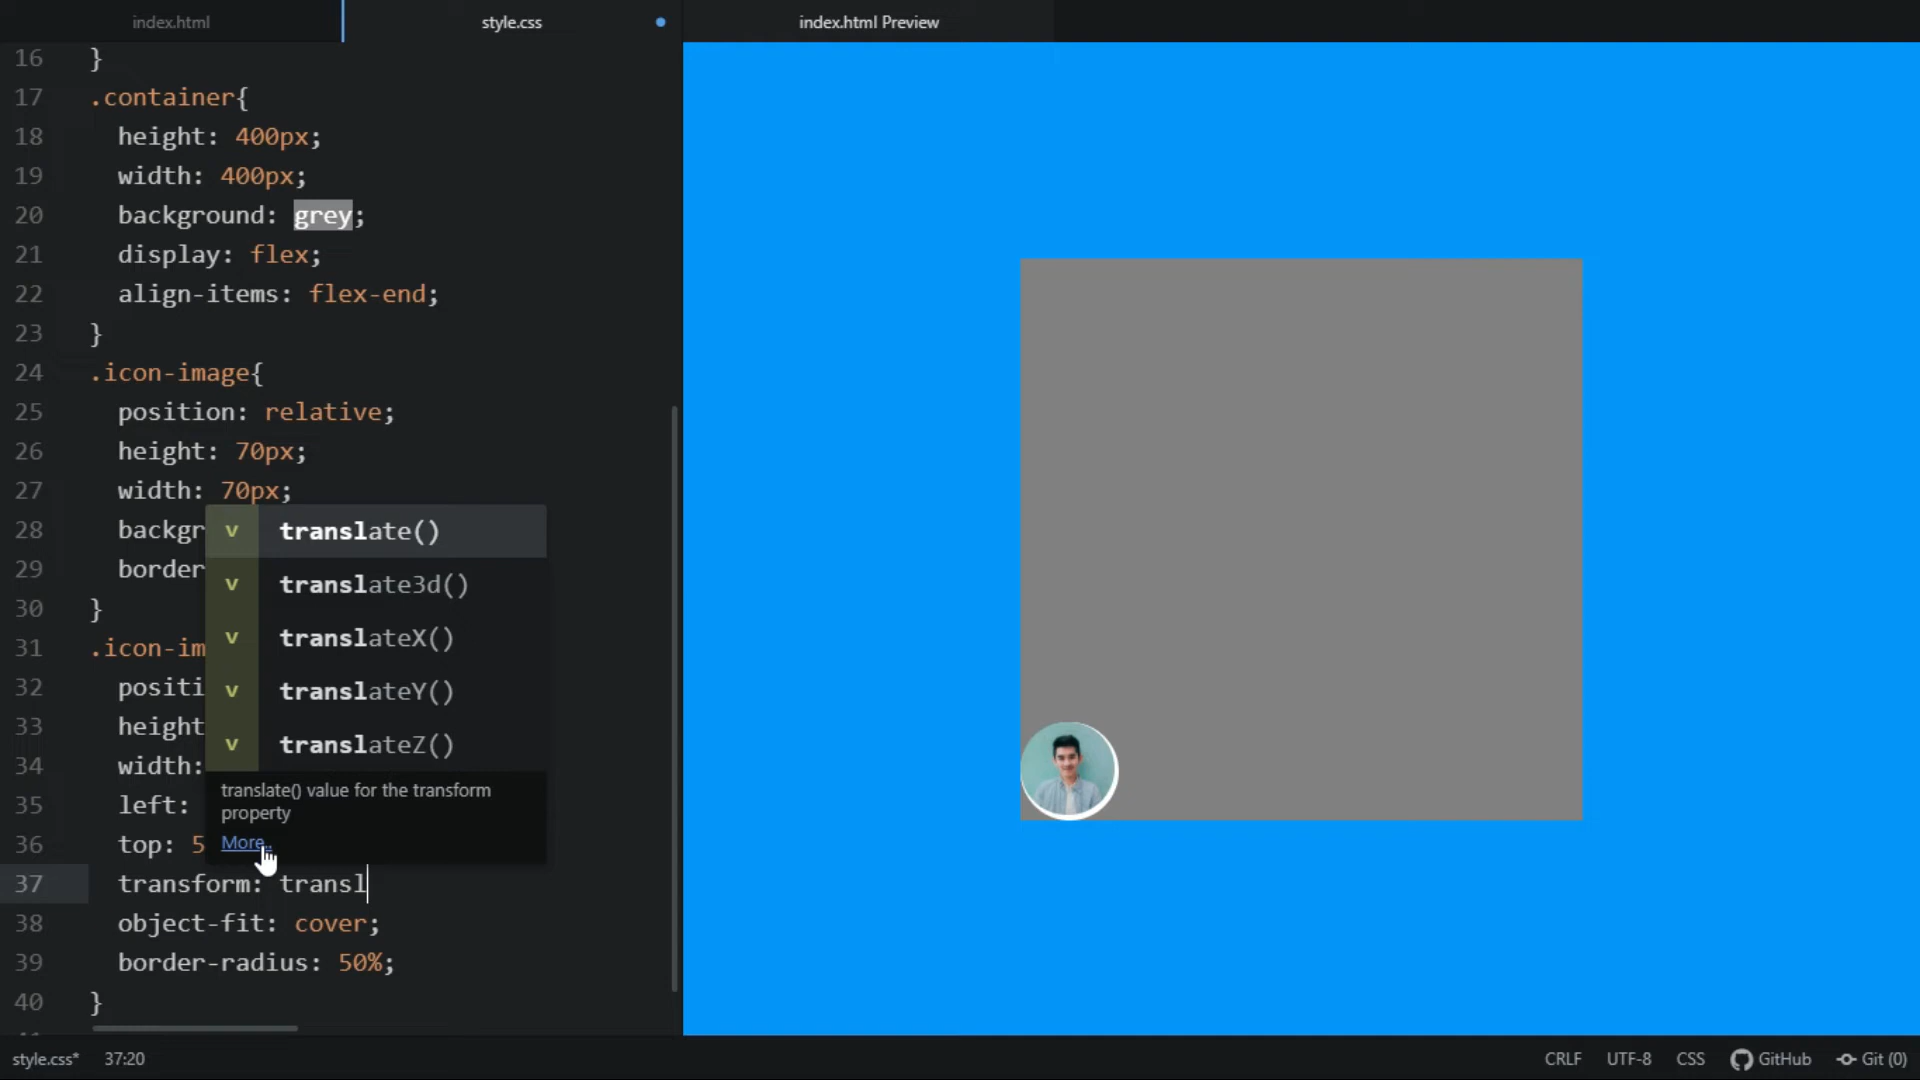 index.html
style.css
index.html Preview
16 }
17 .container{
18 height: 400px;
19 width: 400px;
20 background: grey;
21 display: flex;
22 align-items: flex-end;
23 }
24 .icon-image{
25 position: relative;
26 height: 70px;
27 width: 70px;
28 backgr
29 border
30 }
31 .icon-im
32 positi
33 height
34 width:
35 left:
36 top: 5
37 transform: transl
38 object-fit: cover;
39 border-radius: 50%;
40 }
v translate()
v translate3d()
v translateX()
v translateY()
v translateZ()
translate() value for the transform
property
More..
style.css* 37:20
CRLF UTF-8 CSS GitHub Git (0)